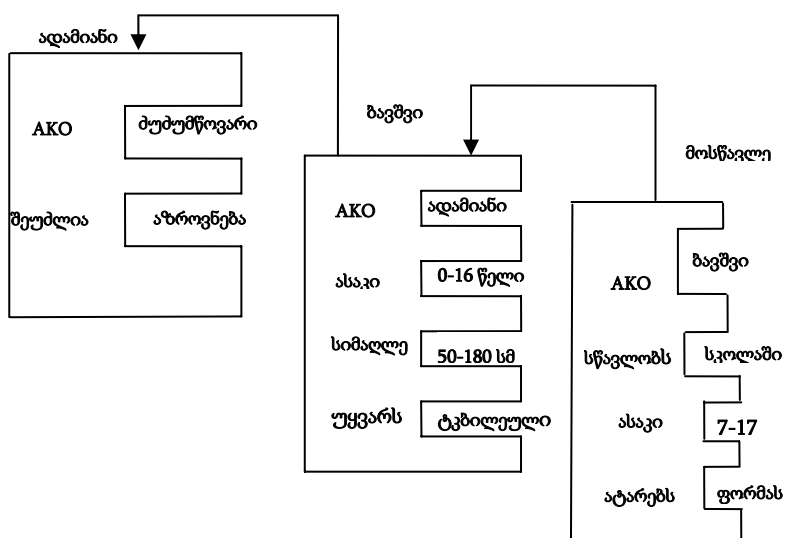 ადამიანი
AKO
ძუძუმწოვარი
შეუძლია
აზროვნება
ბავშვი
AKO
ადამიანი
ასაკი
0-16 წელი
სიმაღლე
50-180 სმ
უყვარს
ტკბილეული
მოსწავლე
AKO
ბავშვი
სწავლობს
სკოლაში
ასაკი
7-17
ატარებს
ფორმას